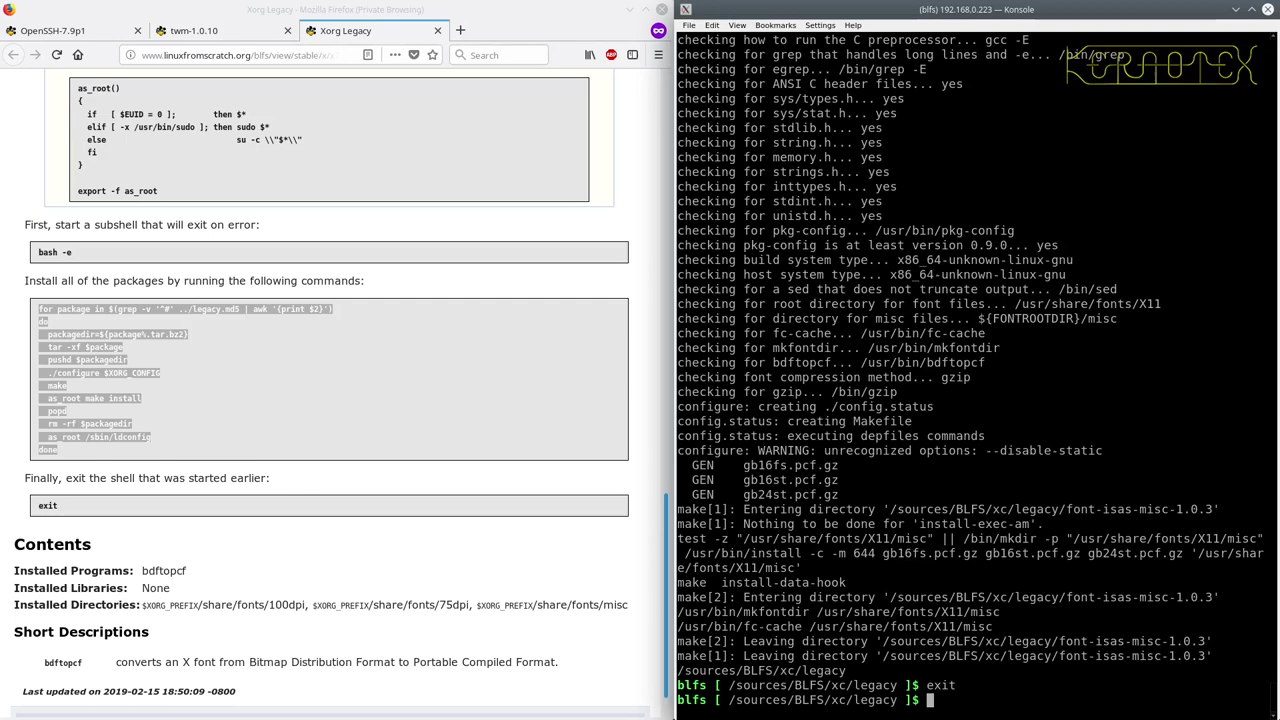 Xorg Legacy - Mozilla Firefox (Private Browsing)
OpenSSH-7.9p1
twm-1.0.10
Xorg Legacy
www.linuxfromscratch.org/blfs/view/stable/x/
Search
as_root()
{
if [ $EUID = 0 ]; then $*
elif [ -x /usr/bin/sudo ]; then sudo $*
else su -c \\"$*\\"
fi
}
export -f as_root
First, start a subshell that will exit on error:
bash -e
Install all of the packages by running the following commands:
for package in $(grep -v '^#' ../legacy.md5 | awk '{print $2}')
do
packagedir=${package%.tar.bz2}
tar -xf $package
pushd $packagedir
./configure $XORG_CONFIG
make
as_root make install
popd
rm -rf $packagedir
as_root /sbin/ldconfig
done
Finally, exit the shell that was started earlier:
exit
Contents
Installed Programs: bdftopcf
Installed Libraries: None
Installed Directories: $XORG_PREFIX/share/fonts/100dpi, $XORG_PREFIX/share/fonts/75dpi, $XORG_PREFIX/share/fonts/misc
Short Descriptions
bdftopcf converts an X font from Bitmap Distribution Format to Portable Compiled Format.
Last updated on 2019-02-15 18:50:09 -0800
(blfs) 192.168.0.223 — Konsole
File Edit View Bookmarks Settings Help
checking how to run the C preprocessor... gcc -E
checking for grep that handles long lines and -e... /bin/grep
checking for egrep... /bin/grep -E
checking for ANSI C header files... yes
checking for sys/types.h... yes
checking for sys/stat.h... yes
checking for stdlib.h... yes
checking for string.h... yes
checking for memory.h... yes
checking for strings.h... yes
checking for inttypes.h... yes
checking for stdint.h... yes
checking for unistd.h... yes
checking for pkg-config... /usr/bin/pkg-config
checking pkg-config is at least version 0.9.0... yes
checking build system type... x86_64-unknown-linux-gnu
checking host system type... x86_64-unknown-linux-gnu
checking for a sed that does not truncate output... /bin/sed
checking for root directory for font files... /usr/share/fonts/X11
checking for directory for misc files... ${FONTROOTDIR}/misc
checking for fc-cache... /usr/bin/fc-cache
checking for mkfontdir... /usr/bin/mkfontdir
checking for bdftopcf... /usr/bin/bdftopcf
checking font compression method... gzip
checking for gzip... /bin/gzip
configure: creating ./config.status
config.status: creating Makefile
config.status: executing depfiles commands
configure: WARNING: unrecognized options: --disable-static
GEN gb16fs.pcf.gz
GEN gb16st.pcf.gz
GEN gb24st.pcf.gz
make[1]: Entering directory '/sources/BLFS/xc/legacy/font-isas-misc-1.0.3'
make[1]: Nothing to be done for 'install-exec-am'.
test -z "/usr/share/fonts/X11/misc" || /bin/mkdir -p "/usr/share/fonts/X11/misc"
/usr/bin/install -c -m 644 gb16fs.pcf.gz gb16st.pcf.gz gb24st.pcf.gz '/usr/shar
e/fonts/X11/misc'
make install-data-hook
make[2]: Entering directory '/sources/BLFS/xc/legacy/font-isas-misc-1.0.3'
/usr/bin/mkfontdir /usr/share/fonts/X11/misc
/usr/bin/fc-cache /usr/share/fonts/X11/misc
make[2]: Leaving directory '/sources/BLFS/xc/legacy/font-isas-misc-1.0.3'
make[1]: Leaving directory '/sources/BLFS/xc/legacy/font-isas-misc-1.0.3'
/sources/BLFS/xc/legacy
blfs [ /sources/BLFS/xc/legacy ]$ exit
blfs [ /sources/BLFS/xc/legacy ]$